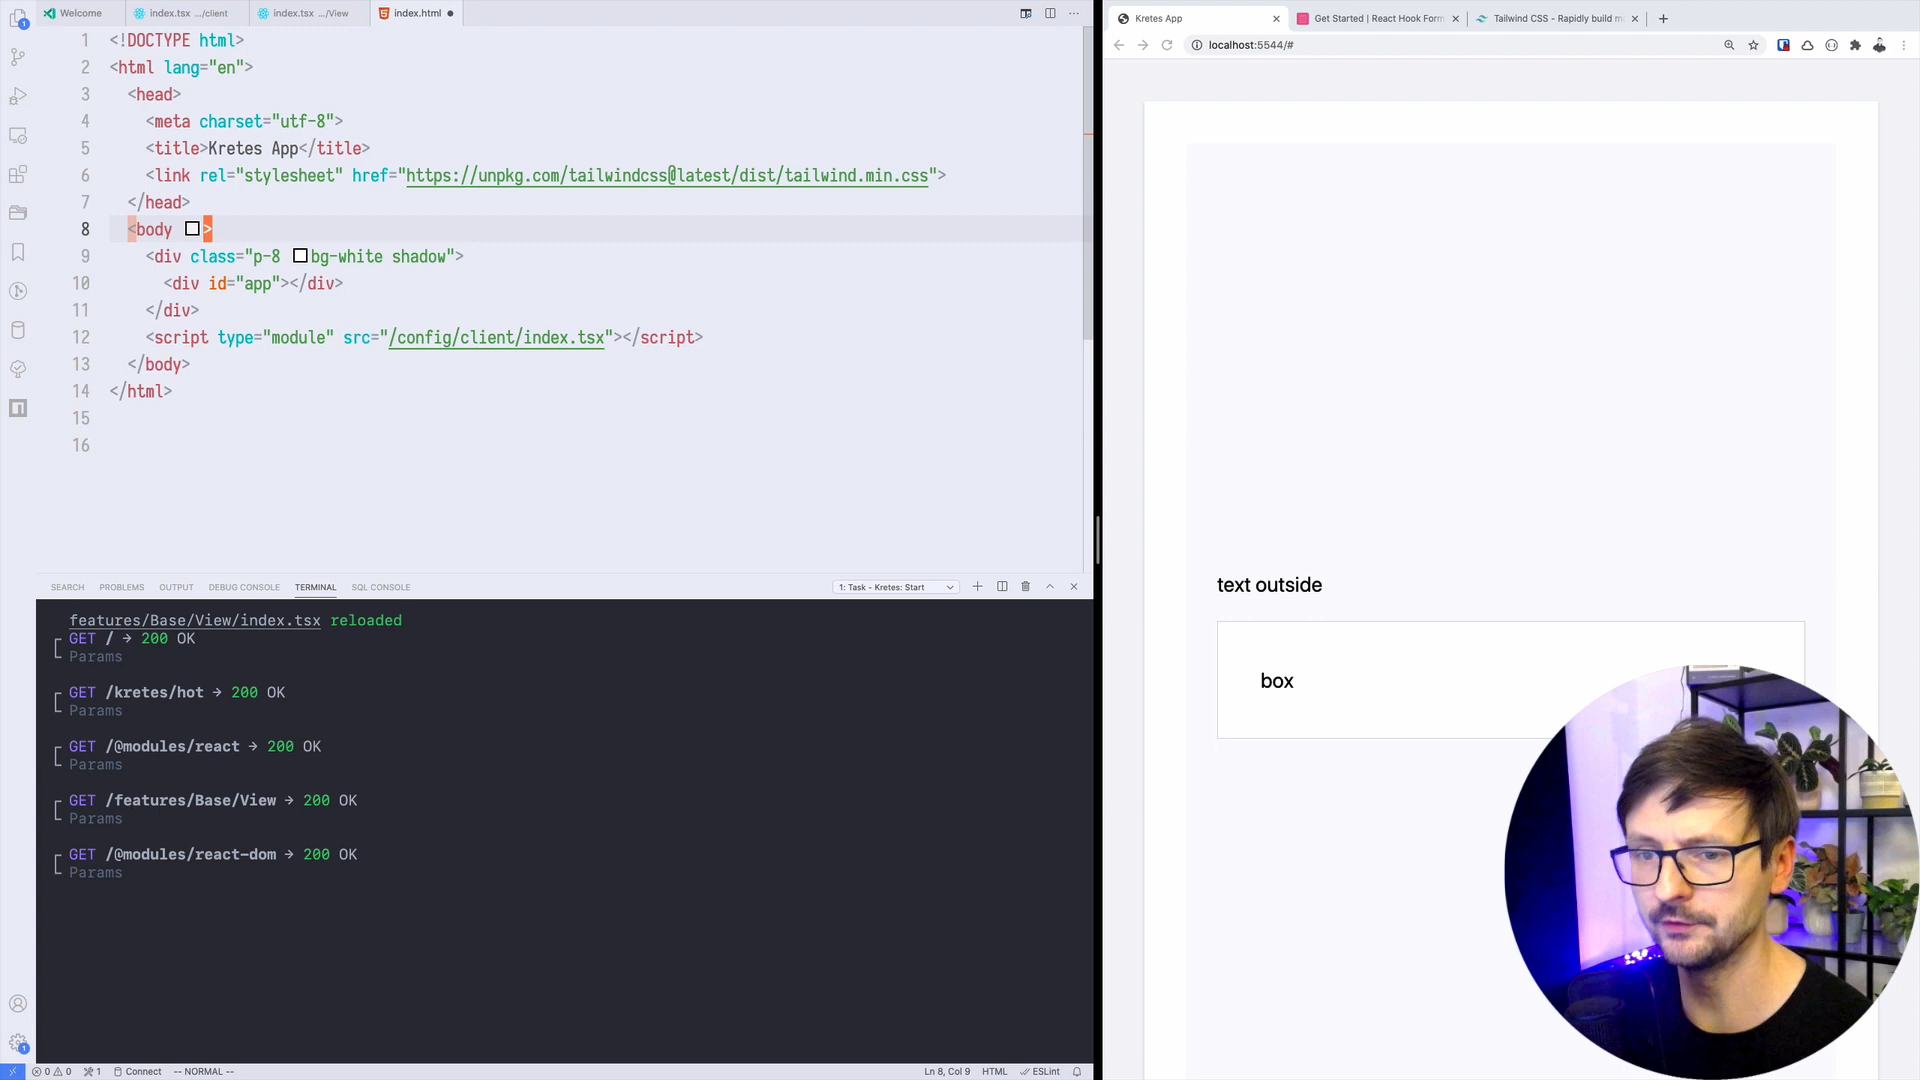 Welcome
index.tsx .../client
index.tsx .../View
index.html
1 <!DOCTYPE html>
2 <html lang="en">
3 <head>
4 <meta charset="utf-8">
5 <title>Kretes App</title>
6 <link rel="stylesheet" href="https://unpkg.com/tailwindcss@latest/dist/tailwind.min.css">
7 </head>
8 <body >
9 <div class="p-8 bg-white shadow">
10 <div id="app"></div>
11 </div>
12 <script type="module" src="/config/client/index.tsx"></script>
13 </body>
14 </html>
15
16
SEARCH PROBLEMS OUTPUT DEBUG CONSOLE TERMINAL SQL CONSOLE
1: Task - Kretes: Start
features/Base/View/index.tsx reloaded
GET / → 200 OK
Params
GET /kretes/hot → 200 OK
Params
GET /@modules/react → 200 OK
Params
GET /features/Base/View → 200 OK
Params
GET /@modules/react-dom → 200 OK
Params
1
1
0 0 1 Connect -- NORMAL --
Ln 8, Col 9 HTML ESLint
Kretes App
Get Started | React Hook Form
Tailwind CSS - Rapidly build m
localhost:5544/#
text outside
box